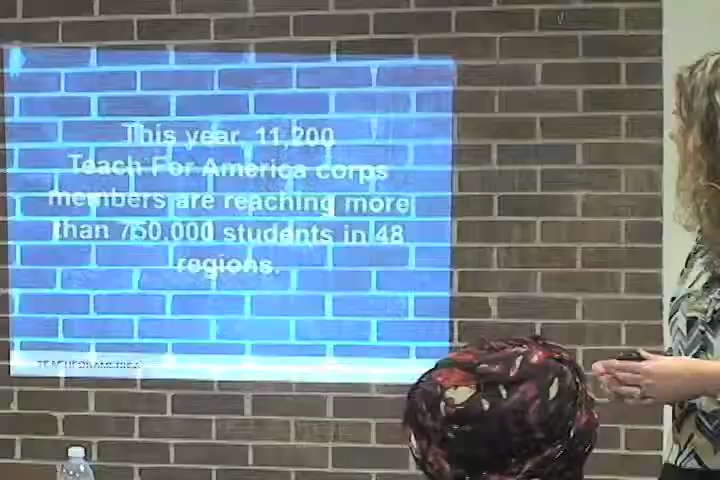 This year, 11,200
Teach For America corps
members are reaching more
than 750,000 students in 48
regions.
TEACHFORAMERICA